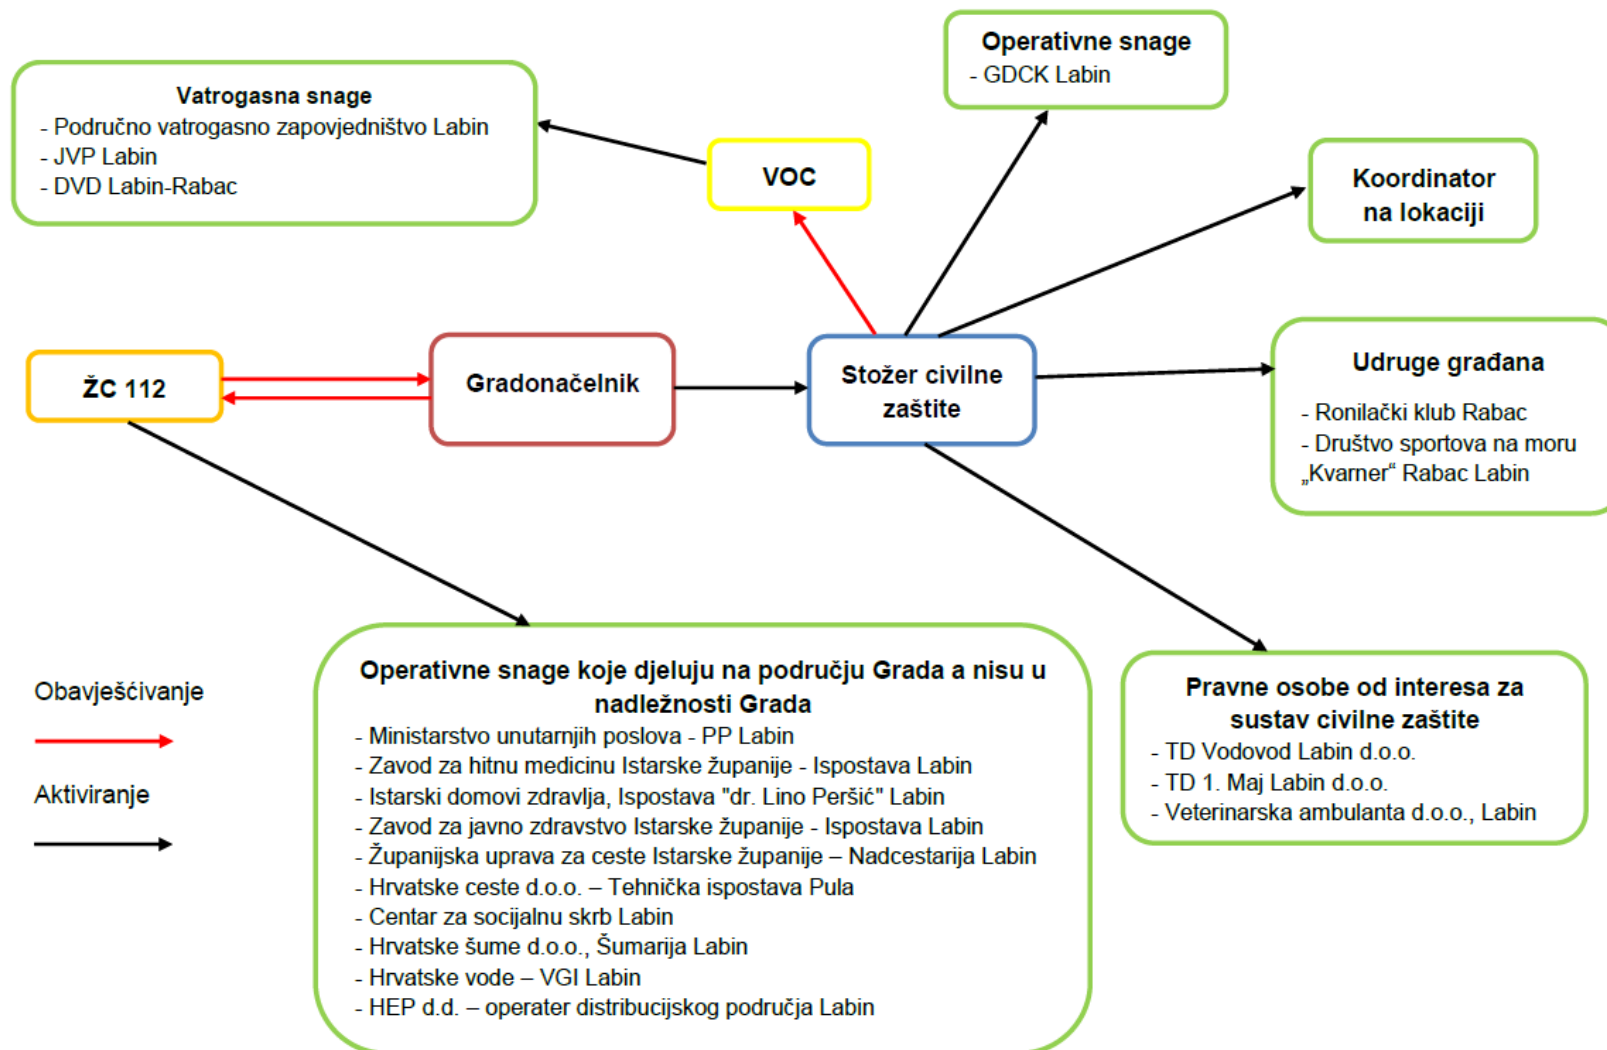 Operativne snage
- GDCK Labin
Vatrogasna snage
- Područno vatrogasno zapovjedništvo Labin
- JVP Labin
- DVD Labin-Rabac
VOC
Koordinator
na lokaciji
ŽC 112
Gradonačelnik
Stožer civilne
zaštite
Udruge građana
- Ronilački klub Rabac
- Društvo sportova na moru
„Kvarner“ Rabac Labin
Obavješćivanje
Aktiviranje
Operativne snage koje djeluju na području Grada a nisu u
nadležnosti Grada
- Ministarstvo unutarnjih poslova - PP Labin
- Zavod za hitnu medicinu Istarske županije - Ispostava Labin
- Istarski domovi zdravlja, Ispostava "dr. Lino Peršić" Labin
- Zavod za javno zdravstvo Istarske županije - Ispostava Labin
- Županijska uprava za ceste Istarske županije – Nadcestarija Labin
- Hrvatske ceste d.o.o. – Tehnička ispostava Pula
- Centar za socijalnu skrb Labin
- Hrvatske šume d.o.o., Šumarija Labin
- Hrvatske vode – VGI Labin
- HEP d.d. – operater distribucijskog područja Labin
Pravne osobe od interesa za
sustav civilne zaštite
- TD Vodovod Labin d.o.o.
- TD 1. Maj Labin d.o.o.
- Veterinarska ambulanta d.o.o., Labin